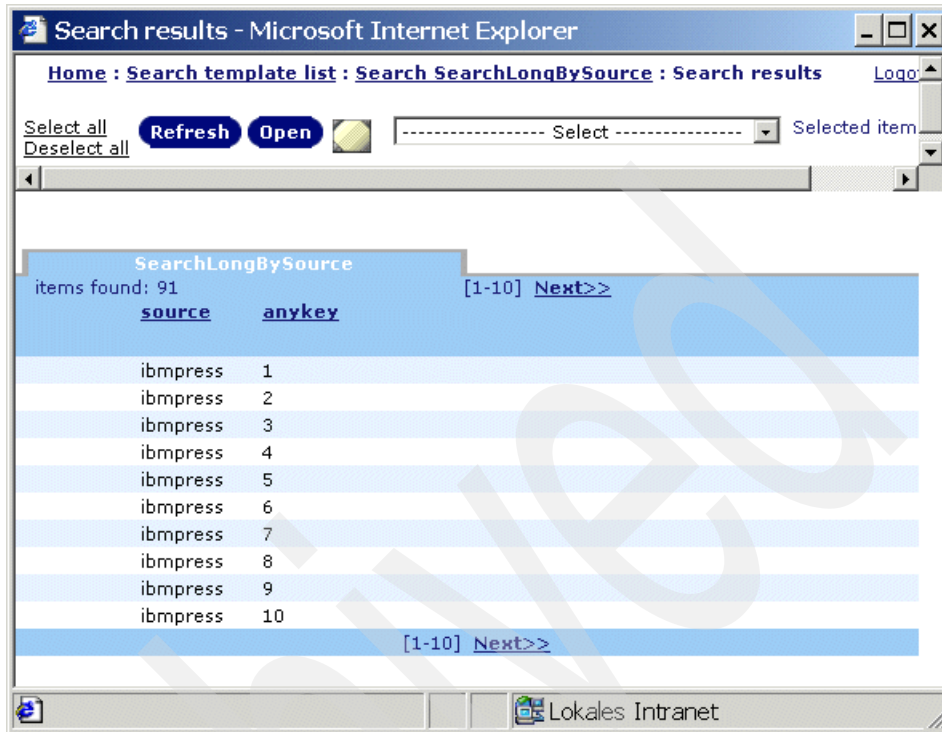 Search results - Microsoft Internet Explorer
Home : Search template list : Search SearchLongBySource : Search results Logo
Select all
Deselect all
Refresh Open ------------------ Select ---------------- Selected item
SearchLongBySource
items found: 91 [1-10] Next>>
source anykey
ibmpress 1
ibmpress 2
ibmpress 3
ibmpress 4
ibmpress 5
ibmpress 6
ibmpress 7
ibmpress 8
ibmpress 9
ibmpress 10
[1-10] Next>>
Lokales Intranet